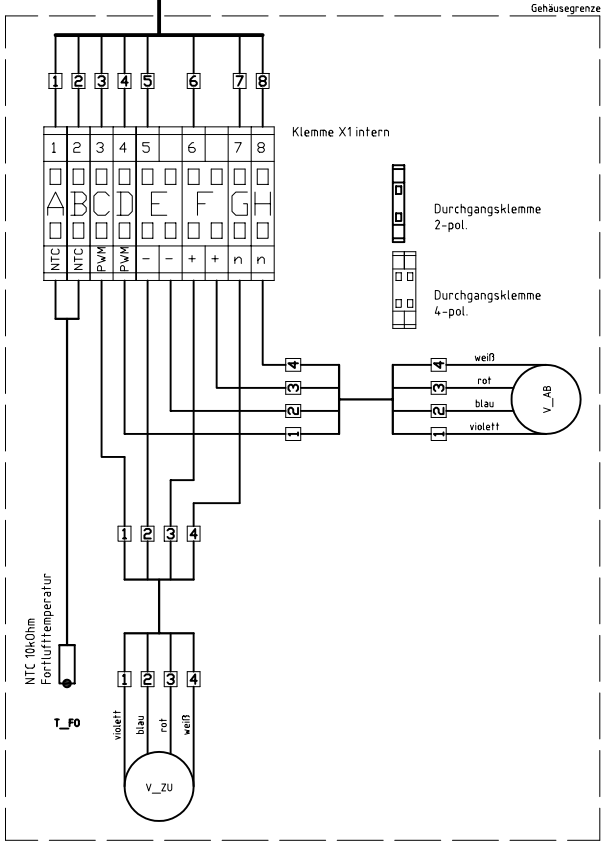 Gehäusegrenze
1 2 3 4 5 6 7 8
Klemme X1 intern
1 2 3 4 5 6 7 8
A B C D E F G H
NTC NTC PWM PWM - - + + n n
Durchgangsklemme
2-pol.
Durchgangsklemme
4-pol.
4 4 weiß
3 3 rot
2 2 blau
1 1 violett
V_AB
1 2 3 4
NTC 10kOhm
Fortlufttemperatur
T_FO
1 2 3 4
violett blau rot weiß
V_ZU